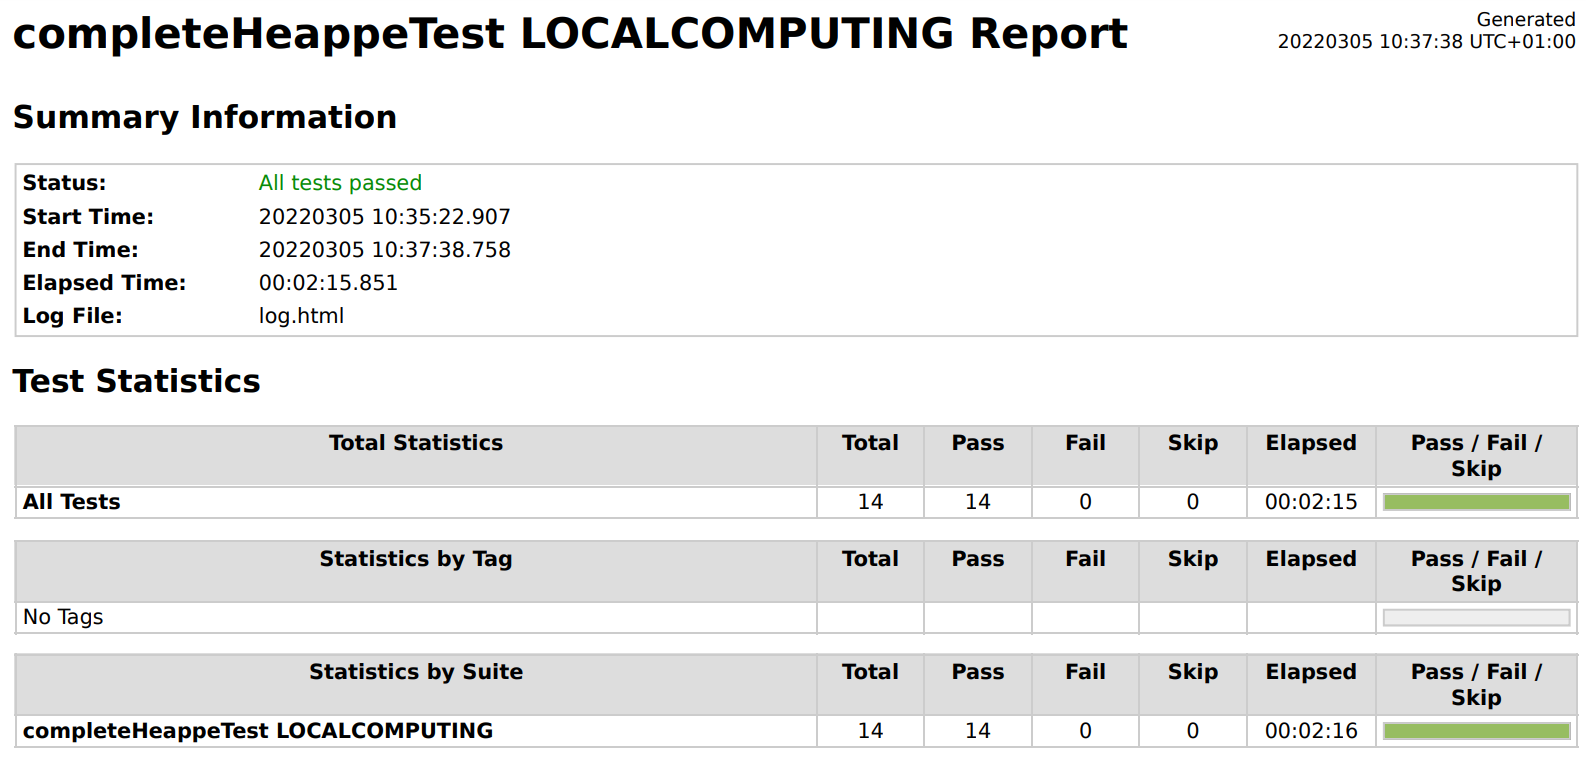 completeHeappeTest LOCALCOMPUTING Report
Generated
20220305 10:37:38 UTC+01:00
Summary Information
Status: All tests passed
Start Time: 20220305 10:35:22.907
End Time: 20220305 10:37:38.758
Elapsed Time: 00:02:15.851
Log File: log.html
Test Statistics
Total Statistics Total Pass Fail Skip Elapsed Pass / Fail /
Skip
All Tests 14 14 0 0 00:02:15
Statistics by Tag Total Pass Fail Skip Elapsed Pass / Fail /
Skip
No Tags
Statistics by Suite Total Pass Fail Skip Elapsed Pass / Fail /
Skip
completeHeappeTest LOCALCOMPUTING 14 14 0 0 00:02:16